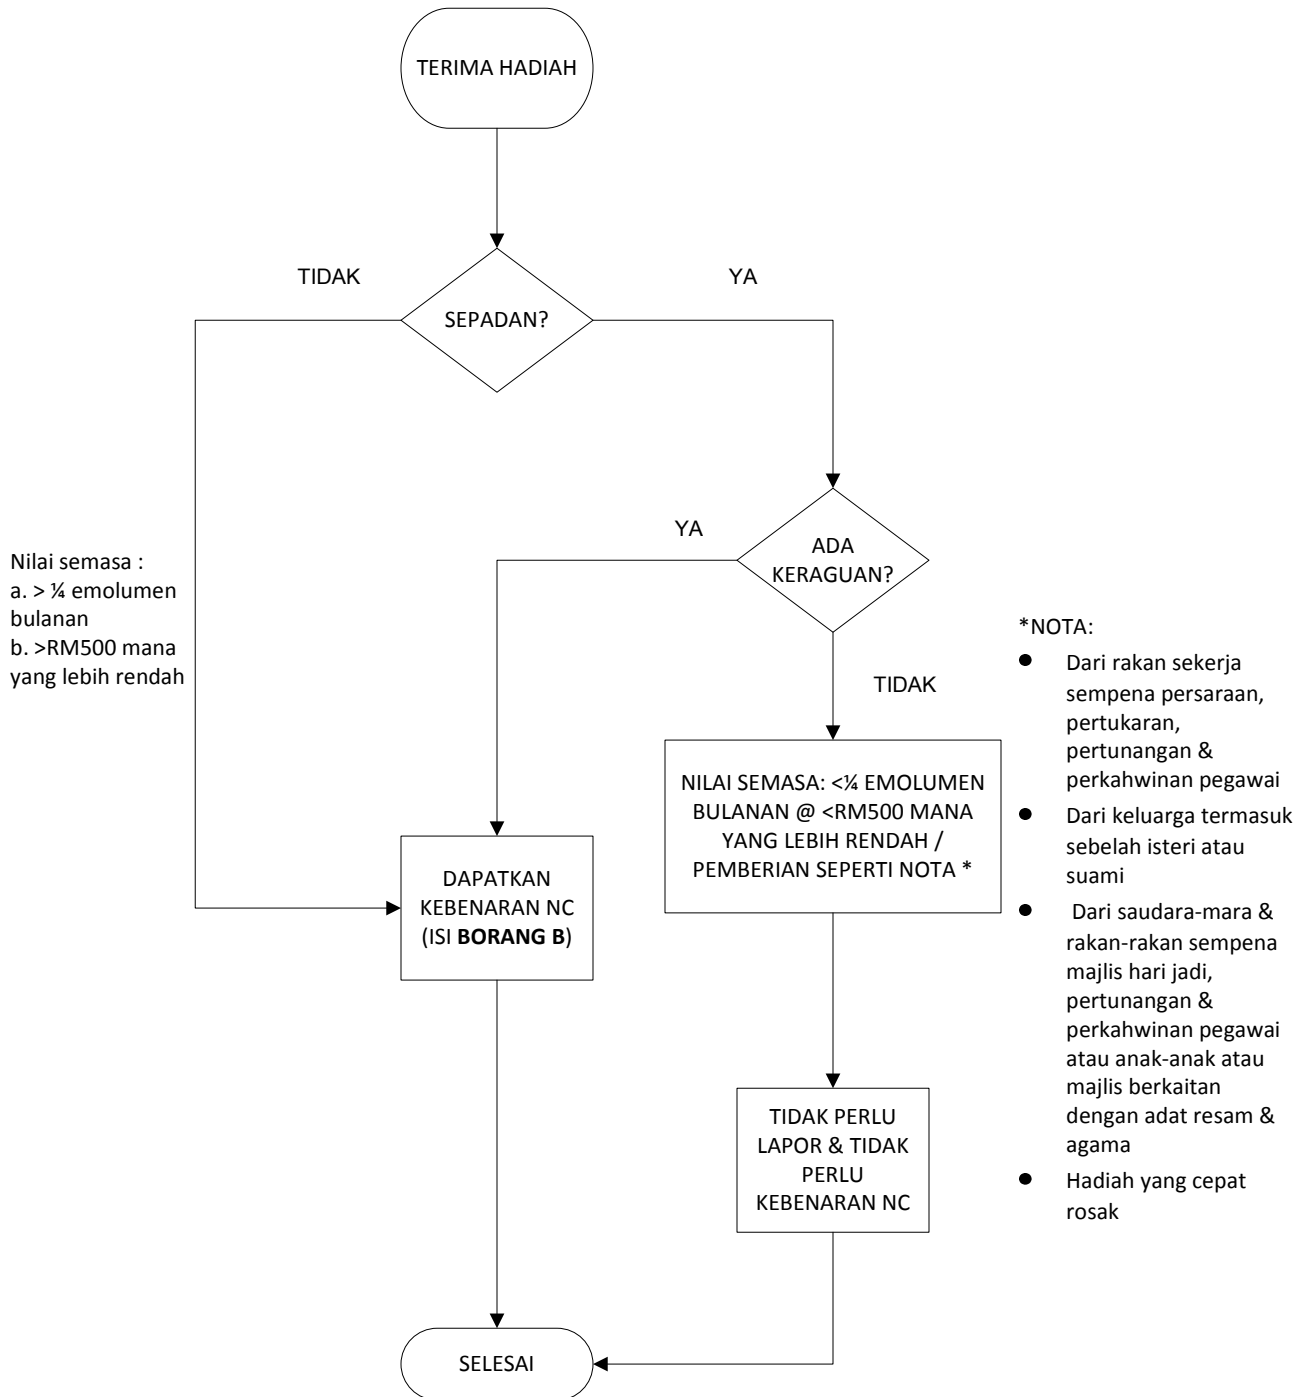 TERIMA HADIAH
TIDAK
YA
SEPADAN?
YA
ADA
KERAGUAN?
Nilai semasa :
a. > ¼ emolumen
bulanan
b. >RM500 mana
yang lebih rendah
TIDAK
NILAI SEMASA: <¼ EMOLUMEN
BULANAN @ <RM500 MANA
YANG LEBIH RENDAH /
PEMBERIAN SEPERTI NOTA *
*NOTA:
● Dari rakan sekerja
sempena persaraan,
pertukaran,
pertunangan &
perkahwinan pegawai
● Dari keluarga termasuk
sebelah isteri atau
suami
● Dari saudara-mara &
rakan-rakan sempena
majlis hari jadi,
pertunangan &
perkahwinan pegawai
atau anak-anak atau
majlis berkaitan
dengan adat resam &
agama
● Hadiah yang cepat
rosak
DAPATKAN
KEBENARAN NC
(ISI BORANG B)
TIDAK PERLU
LAPOR & TIDAK
PERLU
KEBENARAN NC
SELESAI